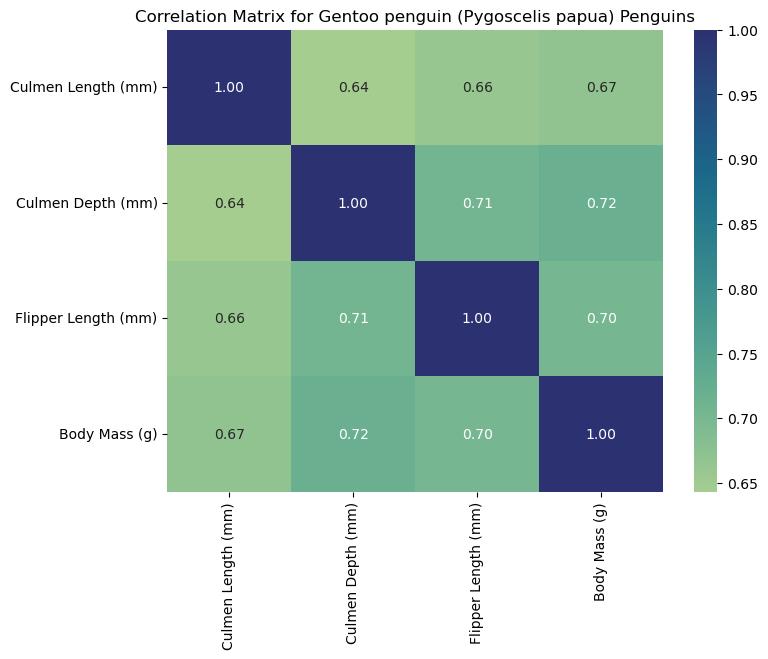 Correlation Matrix for Gentoo penguin (Pygoscelis papua) Penguins
Culmen Length (mm) 1.00 0.64 0.66 0.67
Culmen Depth (mm) 0.64 1.00 0.71 0.72
Flipper Length (mm) 0.66 0.71 1.00 0.70
Body Mass (g) 0.67 0.72 0.70 1.00
Culmen Length (mm)
Culmen Depth (mm)
Flipper Length (mm)
Body Mass (g)
1.00
0.95
0.90
0.85
0.80
0.75
0.70
0.65